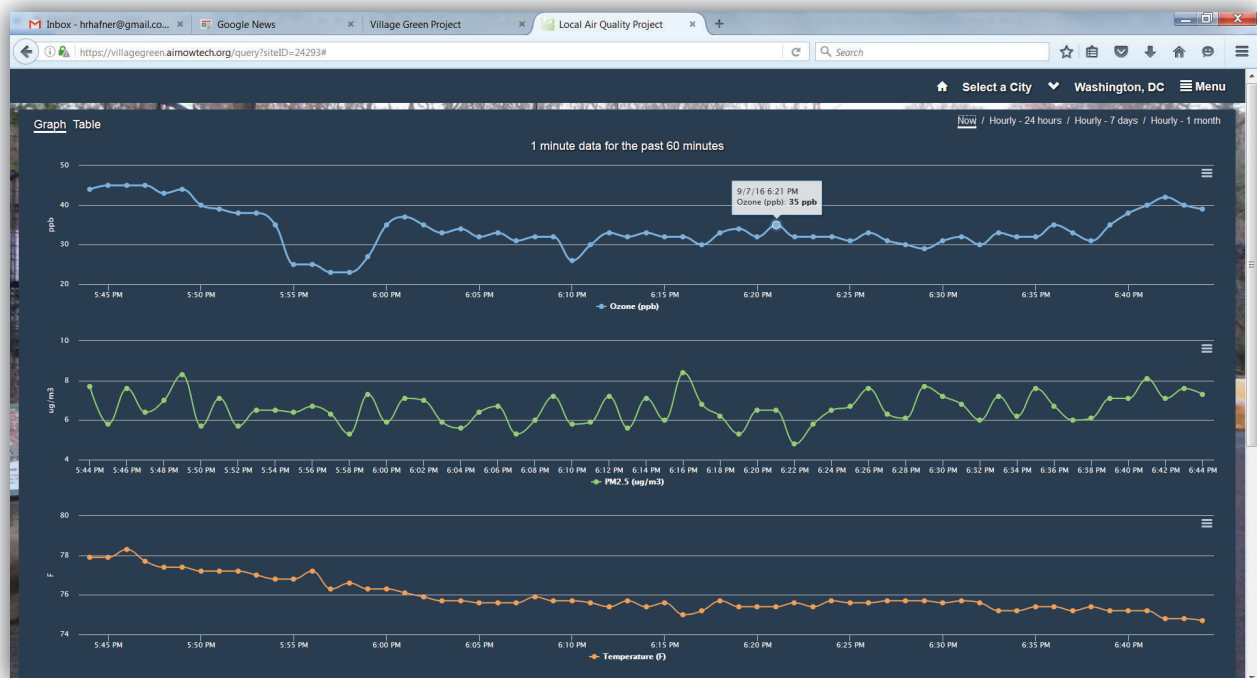 Inbox - hrhafner@gmail.co... × Google News × Village Green Project × Local Air Quality Project × +
https://villagegreen.airnowtech.org/query?siteID=24293# Search
Select a City Washington, DC Menu
Graph Table Now / Hourly - 24 hours / Hourly - 7 days / Hourly - 1 month
1 minute data for the past 60 minutes
50
40
30
20
ppb
9/7/16 6:21 PM
Ozone (ppb): 35 ppb
5:45 PM 5:50 PM 5:55 PM 6:00 PM 6:05 PM 6:10 PM 6:15 PM 6:20 PM 6:25 PM 6:30 PM 6:35 PM 6:40 PM
Ozone (ppb)
10
8
6
4
ug/m3
5:44 PM 5:46 PM 5:48 PM 5:50 PM 5:52 PM 5:54 PM 5:56 PM 5:58 PM 6:00 PM 6:02 PM 6:04 PM 6:06 PM 6:08 PM 6:10 PM 6:12 PM 6:14 PM 6:16 PM 6:18 PM 6:20 PM 6:22 PM 6:24 PM 6:26 PM 6:28 PM 6:30 PM 6:32 PM 6:34 PM 6:36 PM 6:38 PM 6:40 PM 6:42 PM 6:44 PM
PM2.5 (ug/m3)
80
78
76
74
F
5:45 PM 5:50 PM 5:55 PM 6:00 PM 6:05 PM 6:10 PM 6:15 PM 6:20 PM 6:25 PM 6:30 PM 6:35 PM 6:40 PM
Temperature (F)